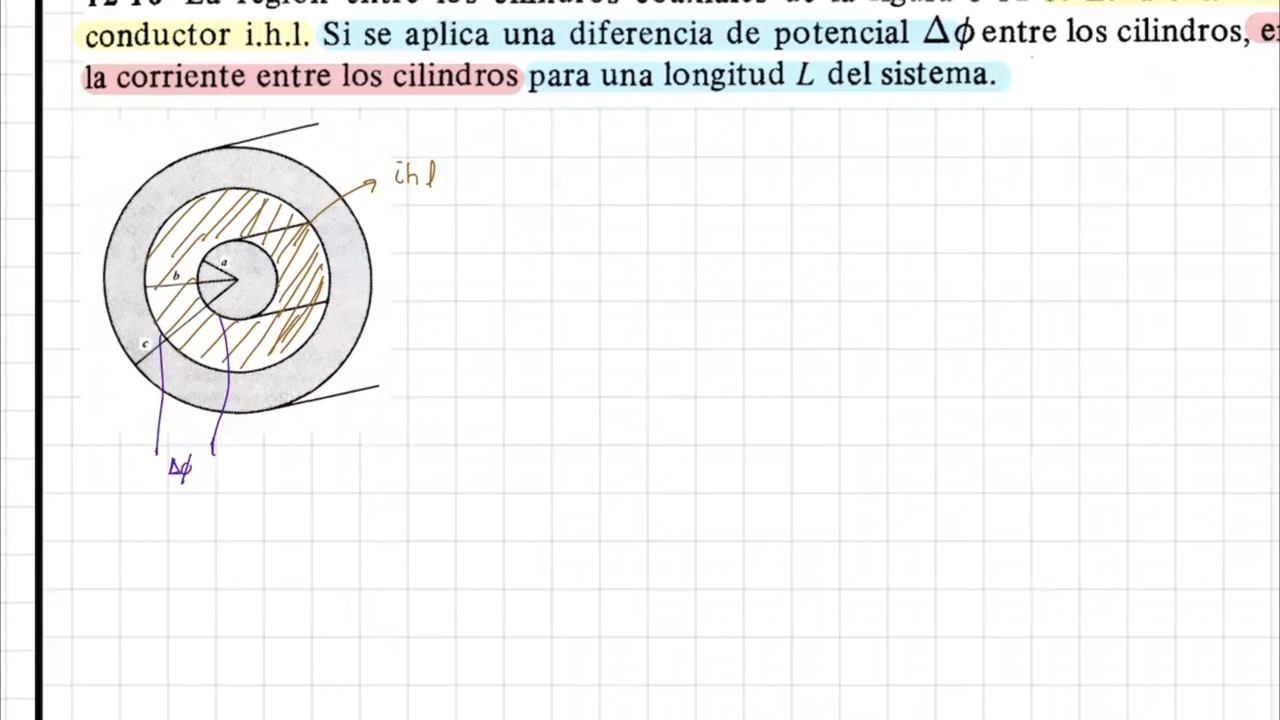 conductor i.h.l. Si se aplica una diferencia de potencial Δϕ entre los cilindros,
la corriente entre los cilindros para una longitud L del sistema.
ihl
a
b
c
Δϕ